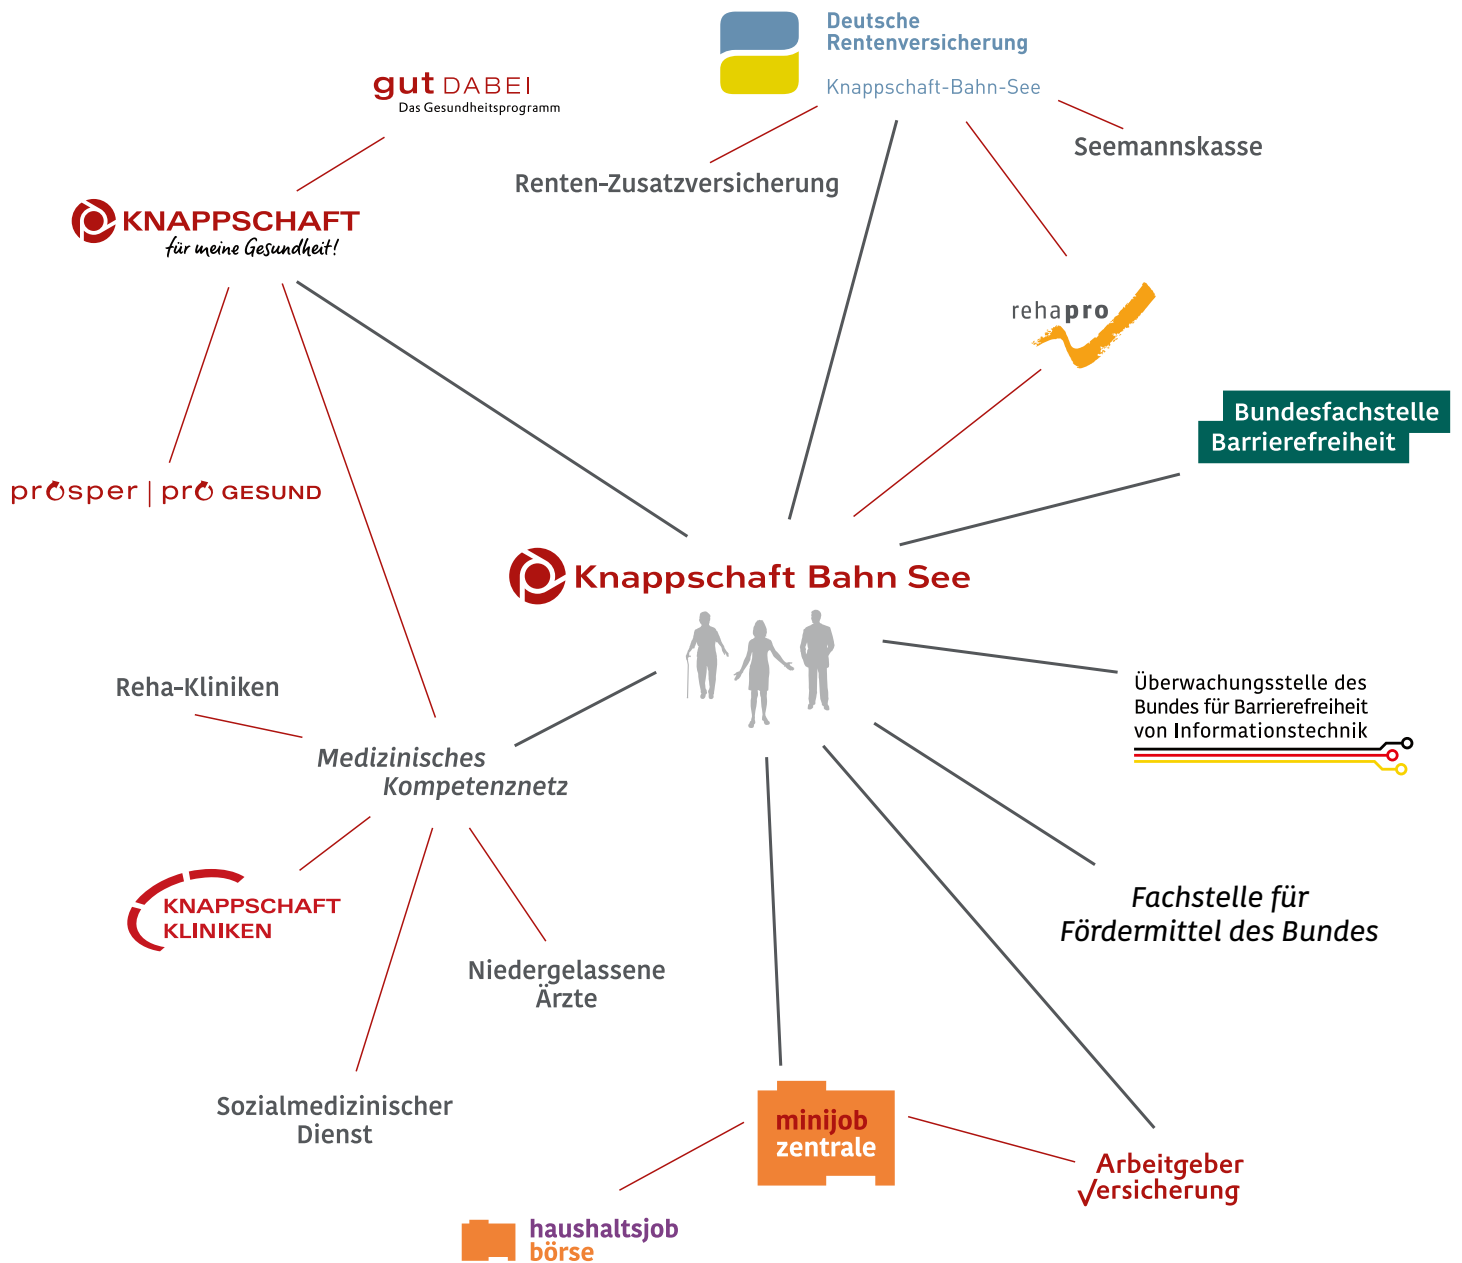 Deutsche
Rentenversicherung
Knappschaft-Bahn-See
gut DABEI
Das Gesundheitsprogramm
Seemannskasse
Renten-Zusatzversicherung
KNAPPSCHAFT
für meine Gesundheit!
rehapro
Bundesfachstelle
Barrierefreiheit
prosper | pro GESUND
Knappschaft Bahn See
Reha-Kliniken
Überwachungsstelle des
Bundes für Barrierefreiheit
von Informationstechnik
Medizinisches
Kompetenznetz
KNAPPSCHAFT
KLINIKEN
Fachstelle für
Fördermittel des Bundes
Niedergelassene
Ärzte
Sozialmedizinischer
Dienst
minijob
zentrale
Arbeitgeber
Versicherung
haushaltsjob
börse